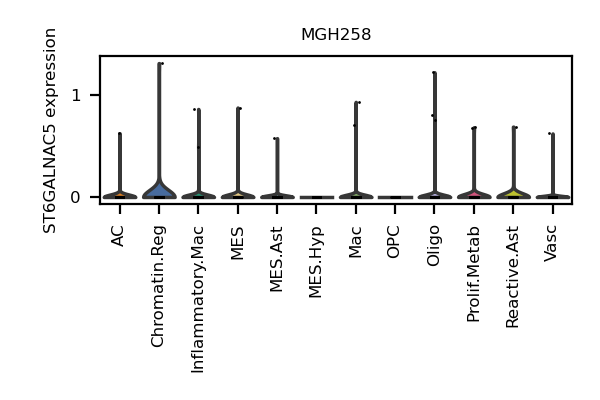 MGH258
ST6GALNAC5 expression
1
0
AC
Chromatin.Reg
Inflammatory.Mac
MES
MES.Ast
MES.Hyp
Mac
OPC
Oligo
Prolif.Metab
Reactive.Ast
Vasc